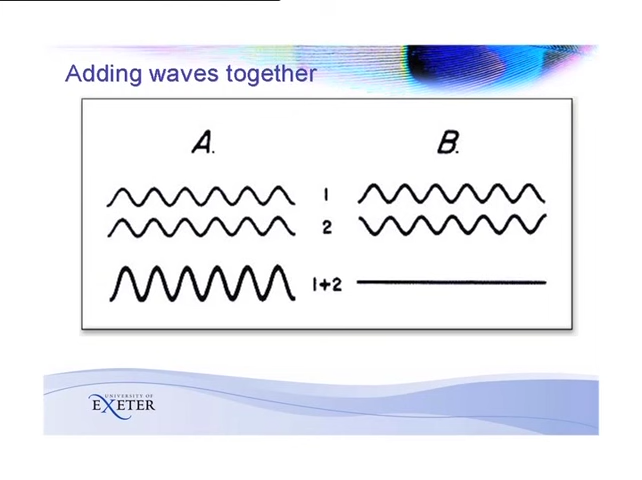 Adding waves together
A. B.
1
2
1+2
UNIVERSITY OF
EXETER